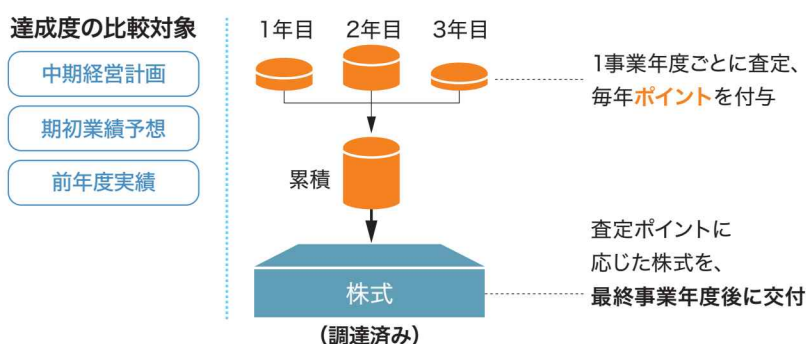 達成度の比較対象
中期経営計画
期初業績予想
前年度実績
1年目 2年目 3年目
1事業年度ごとに査定、
毎年ポイントを付与
累積
査定ポイントに
応じた株式を、
最終事業年度後に交付
株式
（調達済み）